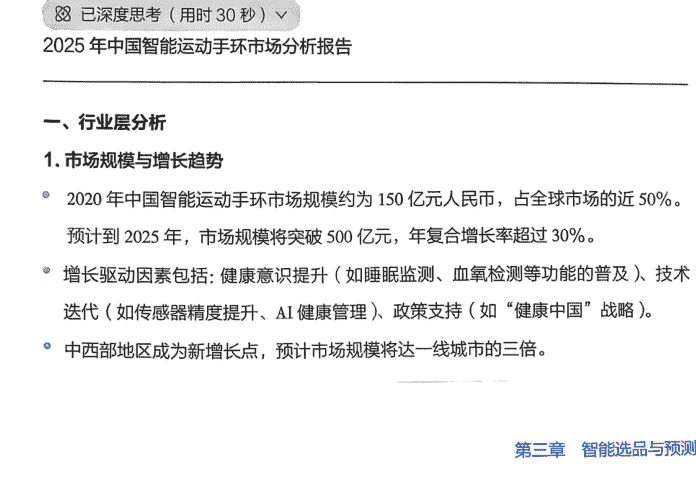 已深度思考（用时 30 秒）
2025 年中国智能运动手环市场分析报告
一、行业层分析
1. 市场规模与增长趋势
2020 年中国智能运动手环市场规模约为 150 亿元人民币，占全球市场的近 50%。
预计到 2025 年，市场规模将突破 500 亿元，年复合增长率超过 30%。
增长驱动因素包括：健康意识提升（如睡眠监测、血氧检测等功能的普及）、技术
迭代（如传感器精度提升、AI 健康管理）、政策支持（如“健康中国”战略）。
中西部地区成为新增长点，预计市场规模将达一线城市的三倍。
第三章 智能选品与预测